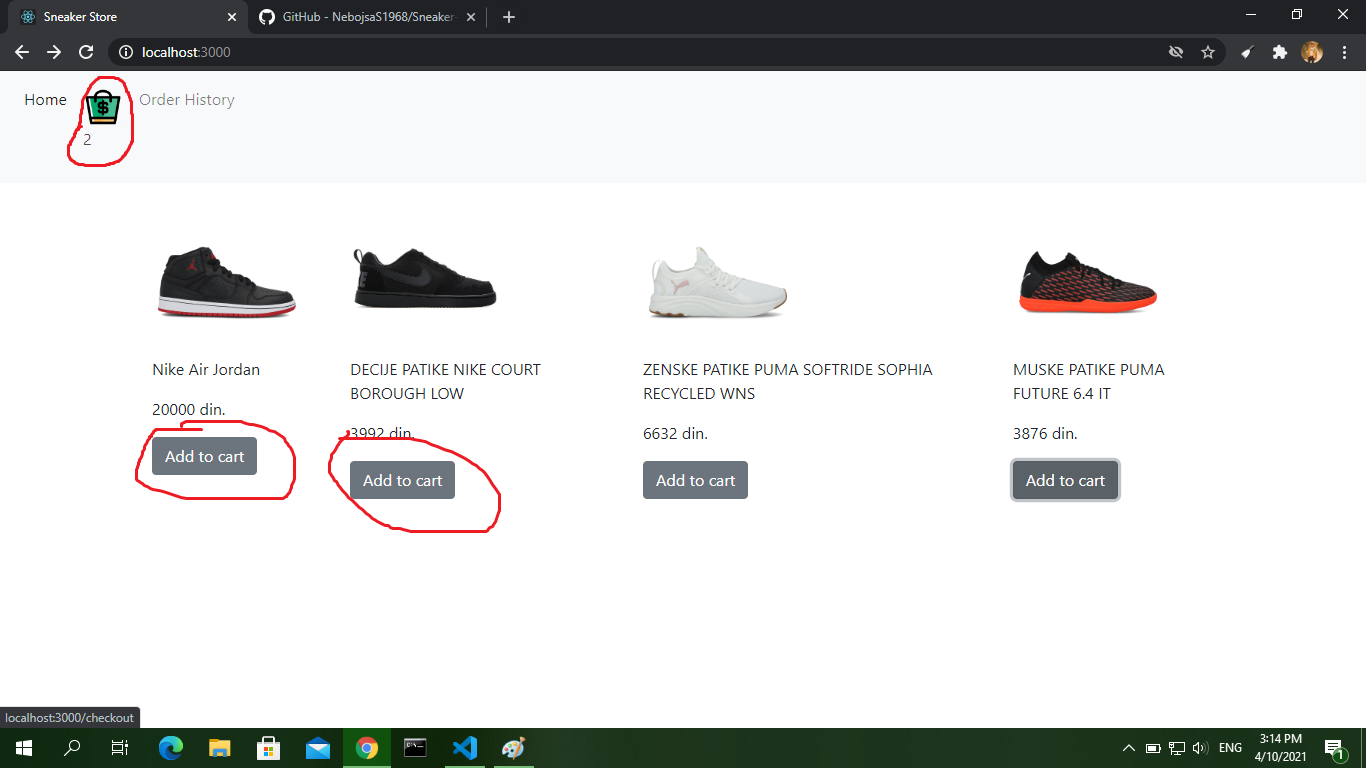 Sneaker Store
GitHub - NebojsaS1968/Sneaker-
localhost:3000
Home
$
Order History
2
Nike Air Jordan
20000 din.
Add to cart
DECIJE PATIKE NIKE COURT
BOROUGH LOW
3992 din.
Add to cart
ZENSKE PATIKE PUMA SOFTRIDE SOPHIA
RECYCLED WNS
6632 din.
Add to cart
MUSKE PATIKE PUMA
FUTURE 6.4 IT
3876 din.
Add to cart
localhost:3000/checkout
ENG
3:14 PM
4/10/2021
1